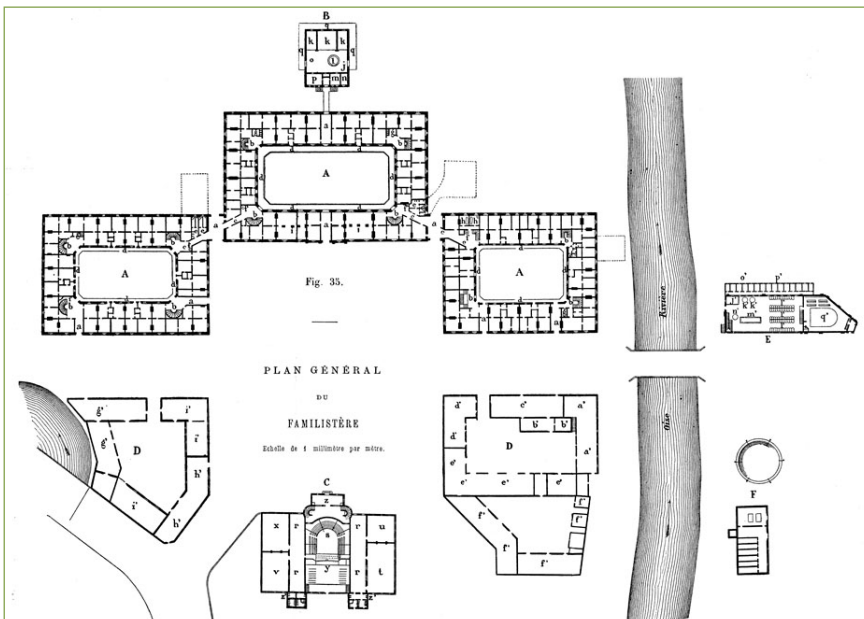 B
q
k k k
q q
i
o j
p m n
a
A
A
A
Fig. 35.
PLAN GÉNÉRAL
DU
FAMILISTÈRE
Echelle de 1 millimètre par mètre.
Rivière
Oise
o' p'
k' k'
n' m'
q'
E
g' i'
g' D i'
h'
i' h'
d' c' a'
b' b'
d' D
a'
e'
e' e' e'
f'
f' f'
f' f'
F
C
z
x r s r u
y
v r r t
z' z'